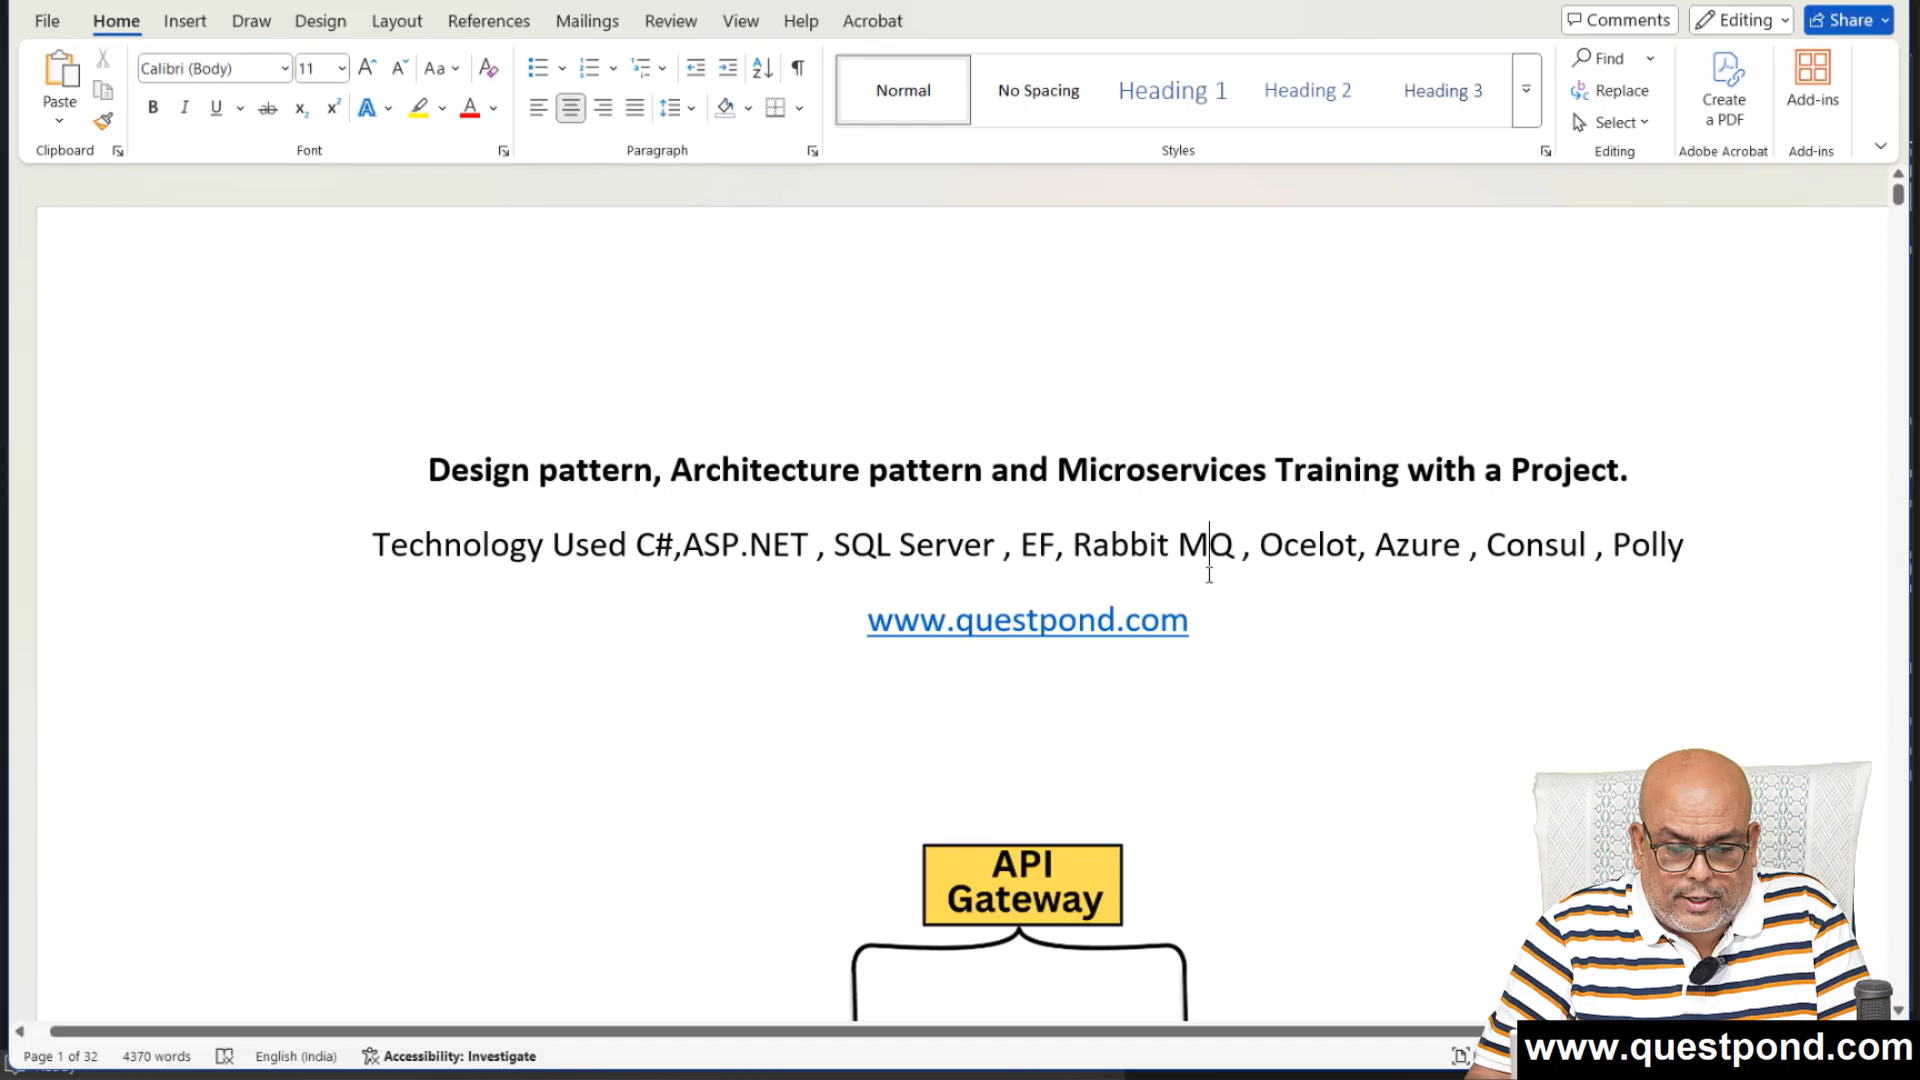 File Home Insert Draw Design Layout References Mailings Review View Help Acrobat Comments Editing Share
Calibri (Body) 11 Aa
Paste
B I U ab x₂ x² A A
Normal No Spacing Heading 1 Heading 2 Heading 3
Find
Replace
Select
Create
a PDF
Add-ins
Clipboard Font Paragraph Styles Editing Adobe Acrobat Add-ins
Design pattern, Architecture pattern and Microservices Training with a Project.
Technology Used C#,ASP.NET , SQL Server , EF, Rabbit MQ , Ocelot, Azure , Consul , Polly
www.questpond.com
API
Gateway
Page 1 of 32 4370 words English (India) Accessibility: Investigate
www.questpond.com